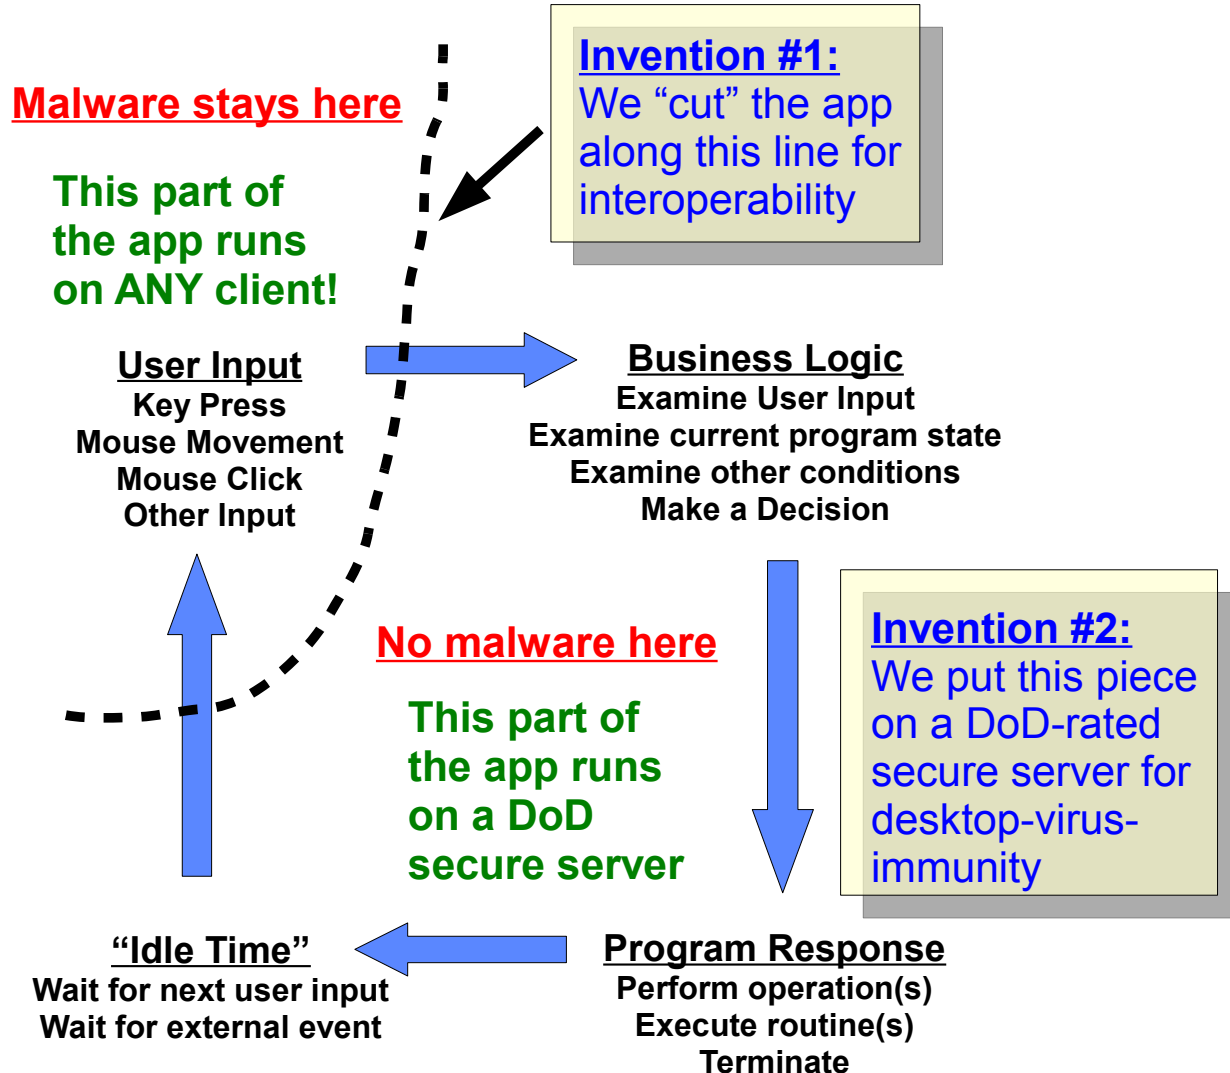 Malware stays here
This part of
the app runs
on ANY client!
Invention #1:
We “cut” the app
along this line for
interoperability
User Input
Key Press
Mouse Movement
Mouse Click
Other Input
Business Logic
Examine User Input
Examine current program state
Examine other conditions
Make a Decision
No malware here
This part of
the app runs
on a DoD
secure server
Invention #2:
We put this piece
on a DoD-rated
secure server for
desktop-virus-
immunity
“Idle Time”
Wait for next user input
Wait for external event
Program Response
Perform operation(s)
Execute routine(s)
Terminate